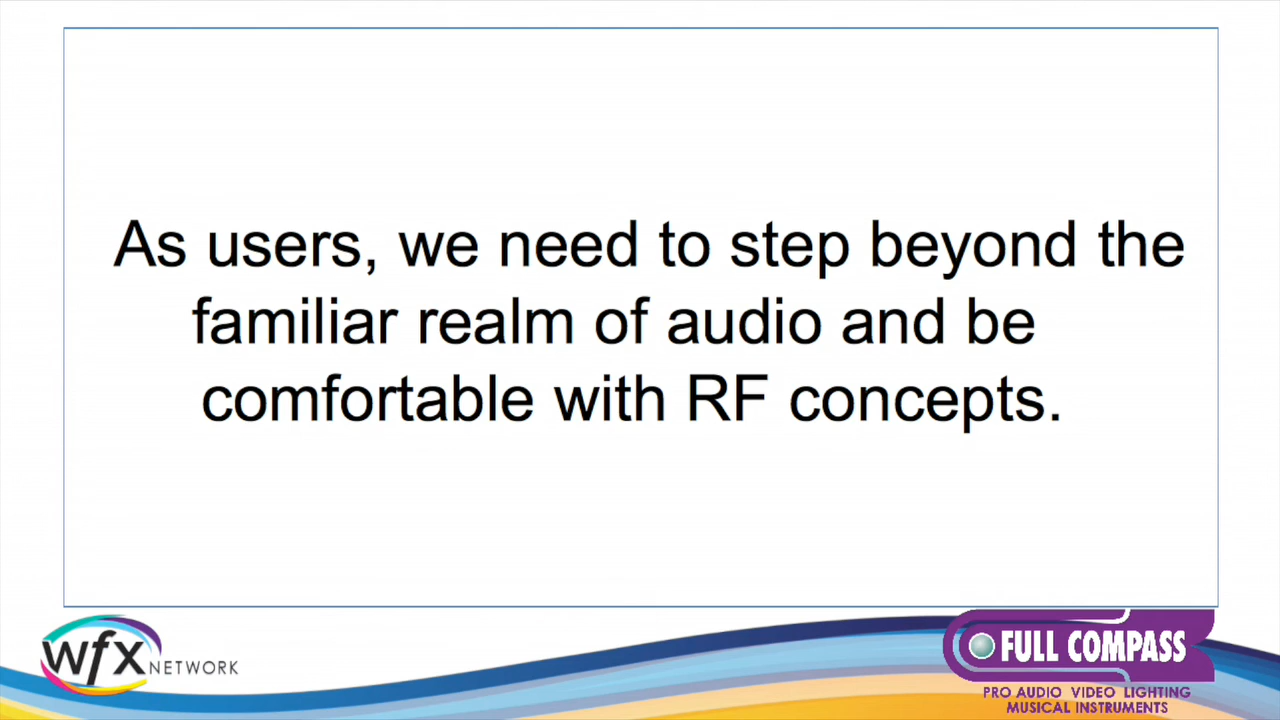 As users, we need to step beyond the
familiar realm of audio and be
comfortable with RF concepts.
wfx NETWORK
FULL COMPASS
PRO AUDIO VIDEO LIGHTING
MUSICAL INSTRUMENTS